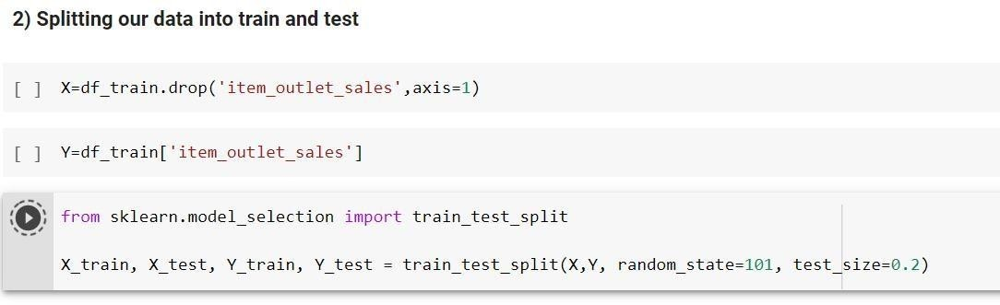 2) Splitting our data into train and test
[ ] X=df_train.drop('item_outlet_sales',axis=1)
[ ] Y=df_train['item_outlet_sales']
from sklearn.model_selection import train_test_split
X_train, X_test, Y_train, Y_test = train_test_split(X,Y, random_state=101, test_size=0.2)